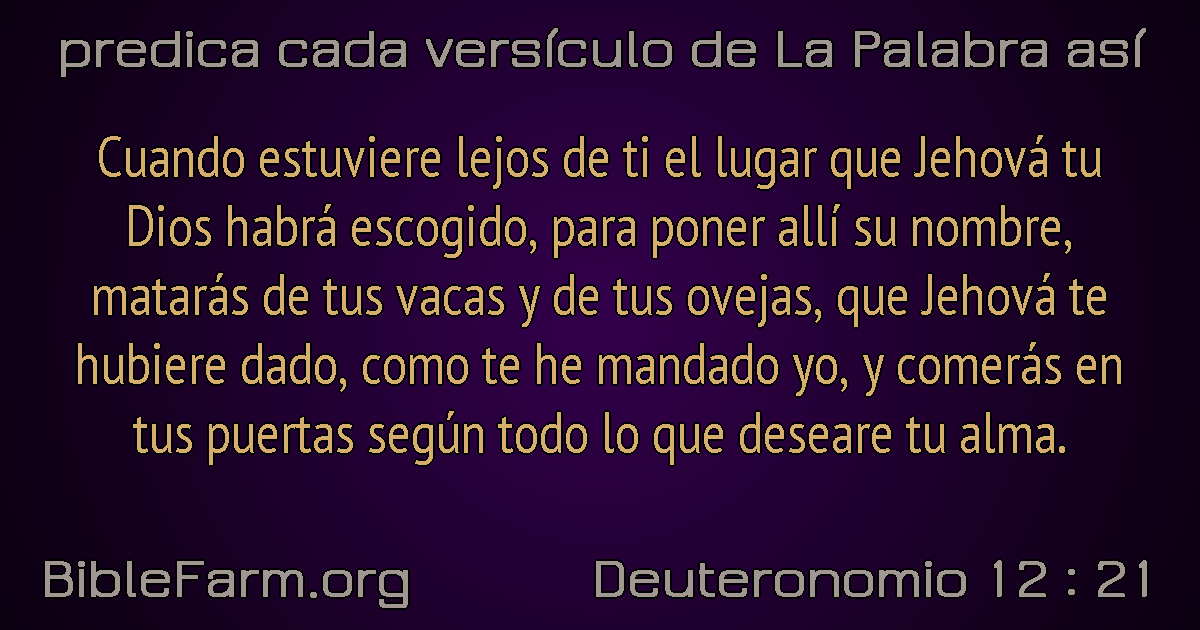 predica cada versículo de La Palabra así
Cuando estuviere lejos de ti el lugar que Jehová tu
Dios habrá escogido, para poner allí su nombre,
matarás de tus vacas y de tus ovejas, que Jehová te
hubiere dado, como te he mandado yo, y comerás en
tus puertas según todo lo que deseare tu alma.
BibleFarm.org
Deuteronomio 12 : 21